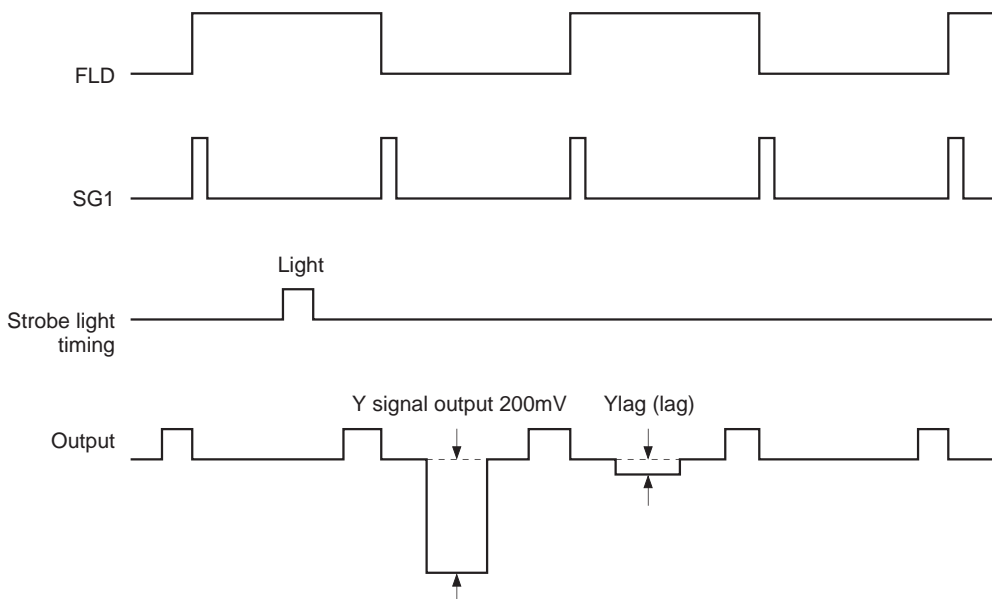 FLD
SG1
Light
Strobe light
timing
Y signal output 200mV
Ylag (lag)
Output